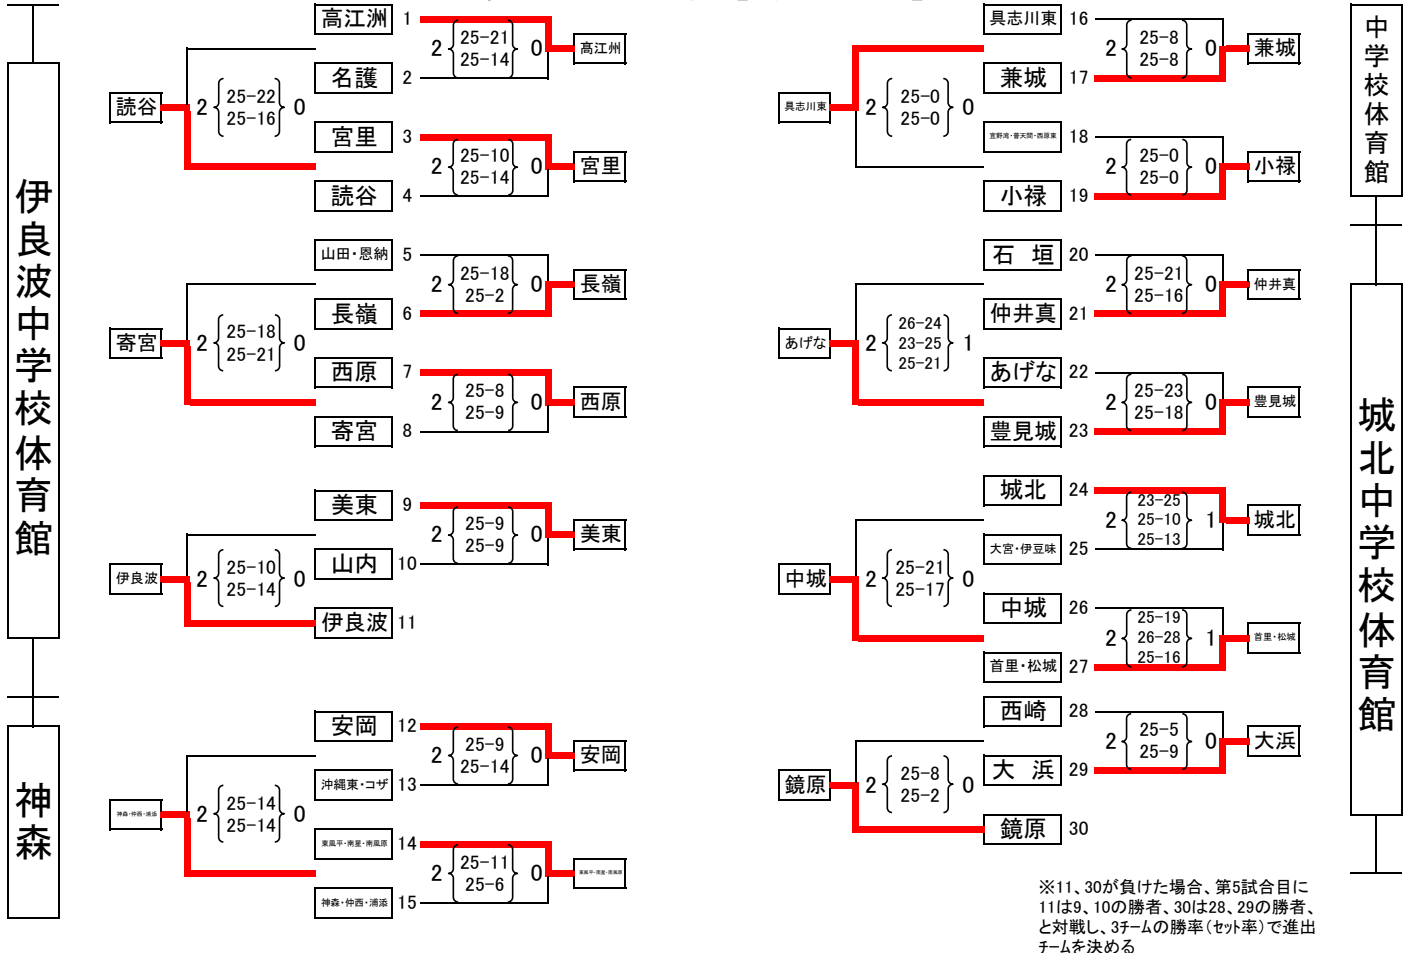 伊良波中学校体育館
神森
高江洲 1
名護 2
2 25-21 0
25-14
高江州
宮里 3
読谷 4
2 25-10 0
25-14
宮里
読谷
2 25-22 0
25-16
山田・恩納 5
長嶺 6
2 25-18 0
25-2
長嶺
西原 7
寄宮 8
2 25-8 0
25-9
西原
寄宮
2 25-18 0
25-21
美東 9
山内 10
2 25-9 0
25-9
美東
伊良波 11
伊良波
2 25-10 0
25-14
安岡 12
沖縄東・コザ 13
2 25-9 0
25-14
安岡
東風平・南星・南風原 14
神森・仲西・浦添 15
2 25-11 0
25-6
東風平・南星・南風原
神森・仲西・浦添
2 25-14 0
25-14
具志川東 16
兼城 17
2 25-8 0
25-8
兼城
宜野湾・普天間・西原東 18
小禄 19
2 25-0 0
25-0
小禄
具志川東
2 25-0 0
25-0
石垣 20
仲井真 21
2 25-21 0
25-16
仲井真
あげな 22
豊見城 23
2 25-23 0
25-18
豊見城
あげな
26-24
2 23-25 1
25-21
城北 24
大宮・伊豆味 25
23-25
2 25-10 1
25-13
城北
中城 26
首里・松城 27
25-19
2 26-28 1
25-16
首里・松城
中城
2 25-21 0
25-17
西崎 28
大浜 29
2 25-5 0
25-9
大浜
鏡原 30
鏡原
2 25-8 0
25-2
中学校体育館
城北中学校体育館
※11、30が負けた場合、第5試合目に
11は9、10の勝者、30は28、29の勝者、
と対戦し、3チームの勝率（セット率）で進出
チームを決める